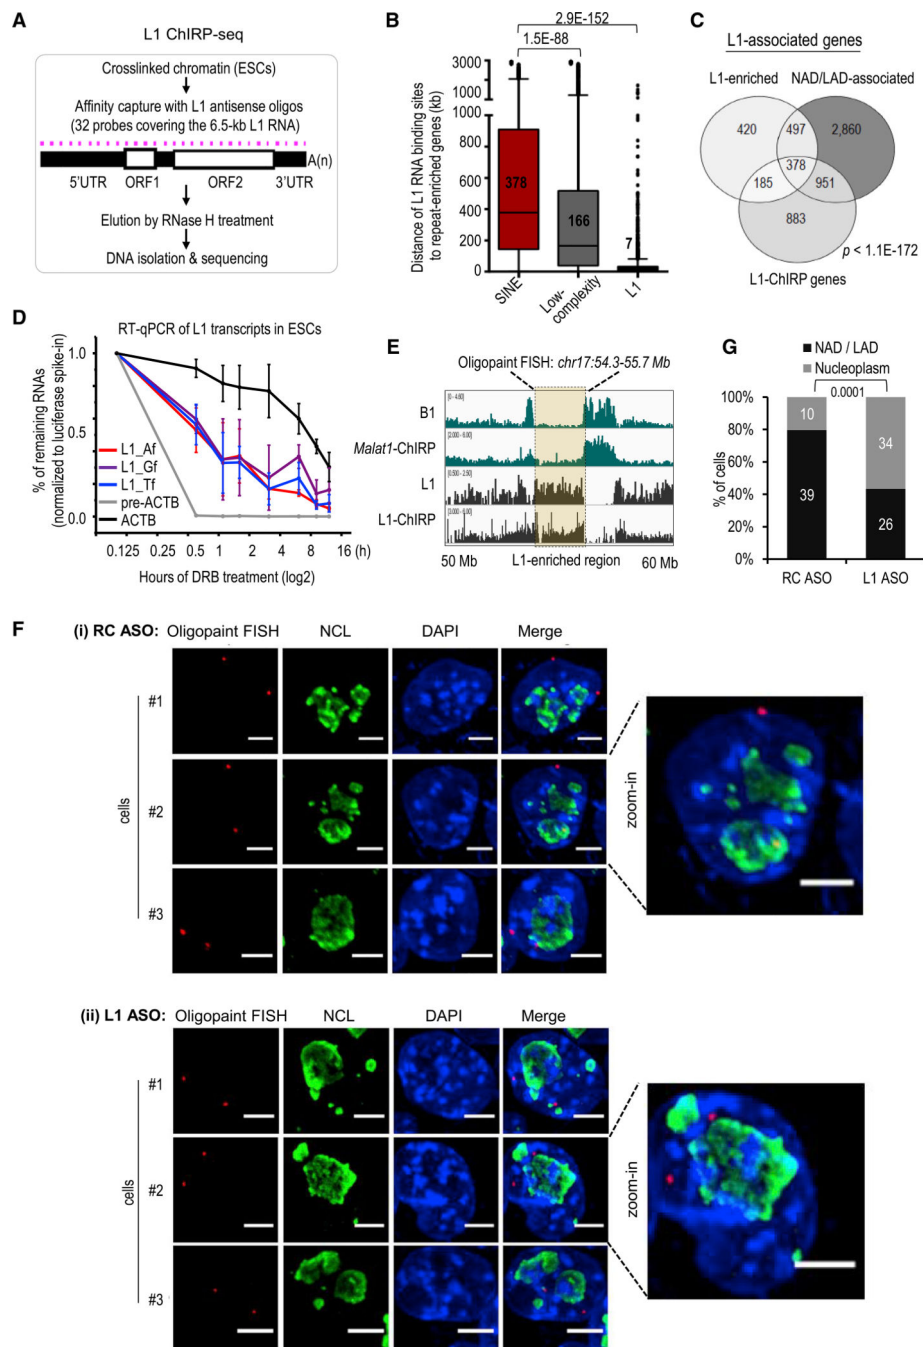 A
L1 ChIRP-seq
Crosslinked chromatin (ESCs)
Affinity capture with L1 antisense oligos
(32 probes covering the 6.5-kb L1 RNA)
A(n)
5'UTR ORF1 ORF2 3'UTR
Elution by RNase H treatment
DNA isolation & sequencing
B
2.9E-152
1.5E-88
Distance of L1 RNA binding sites
to repeat-enriched genes (kb)
3000
2000
1000
1000
800
600
400
200
0
-200
378
166
7
SINE
Low-
complexity
L1
C
L1-associated genes
L1-enriched NAD/LAD-associated
420 497 2,860
378
185 951
883
p < 1.1E-172
L1-ChIRP genes
D
RT-qPCR of L1 transcripts in ESCs
% of remaining RNAs
(normalized to luciferase spike-in)
1.0
0.5
0.0
L1_Af
L1_Gf
L1_Tf
pre-ACTB
ACTB
0.125 0.25 0.5 1 2 4 8 16 (h)
Hours of DRB treatment (log2)
E
Oligopaint FISH: chr17:54.3-55.7 Mb
B1
Malat1-ChIRP
L1
L1-ChIRP
50 Mb L1-enriched region 60 Mb
G
NAD / LAD
Nucleoplasm
0.0001
% of cells
100%
80%
60%
40%
20%
0%
10
39
34
26
RC ASO L1 ASO
F
(i) RC ASO: Oligopaint FISH NCL DAPI Merge
cells
#1
#2
#3
zoom-in
(ii) L1 ASO: Oligopaint FISH NCL DAPI Merge
cells
#1
#2
#3
zoom-in